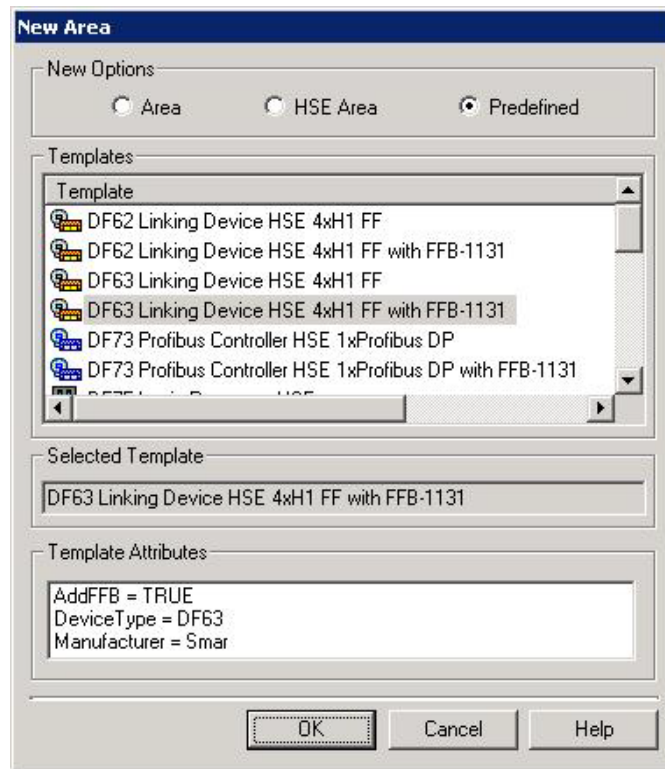 New Area
New Options
Area HSE Area Predefined
Templates
Template
DF62 Linking Device HSE 4xH1 FF
DF62 Linking Device HSE 4xH1 FF with FFB-1131
DF63 Linking Device HSE 4xH1 FF
DF63 Linking Device HSE 4xH1 FF with FFB-1131
DF73 Profibus Controller HSE 1xProfibus DP
DF73 Profibus Controller HSE 1xProfibus DP with FFB-1131
Selected Template
DF63 Linking Device HSE 4xH1 FF with FFB-1131
Template Attributes
AddFFB = TRUE
DeviceType = DF63
Manufacturer = Smar
OK Cancel Help